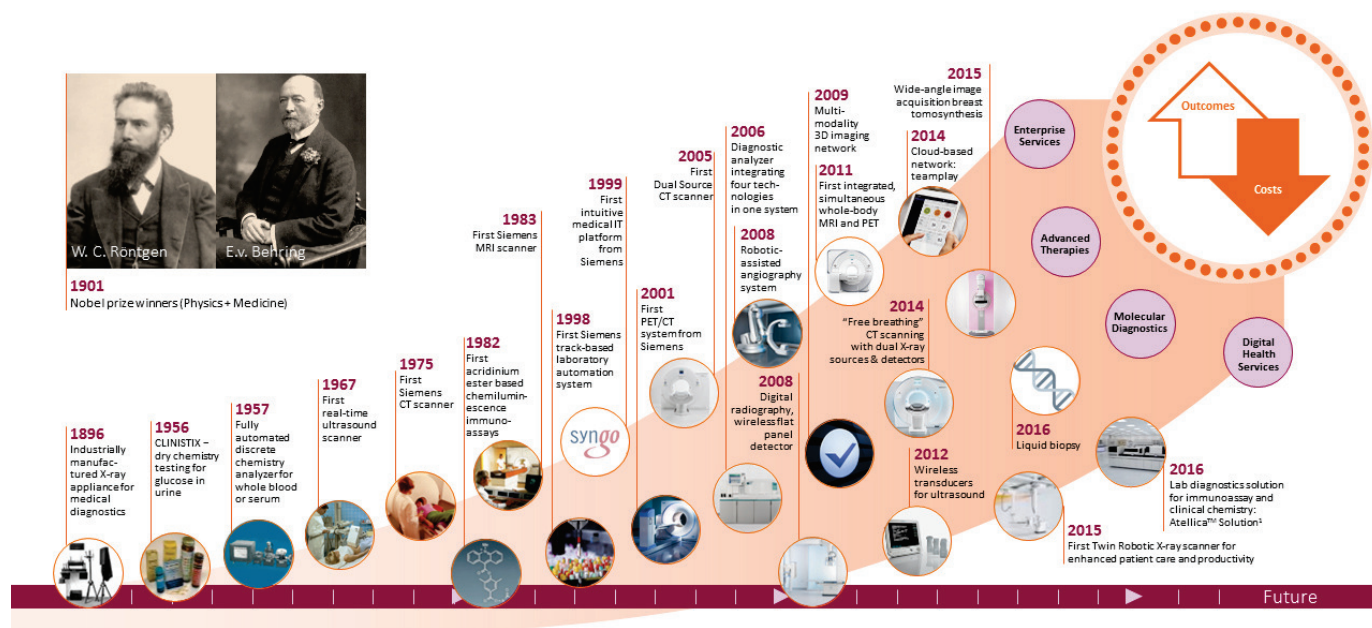 W. C. Röntgen
E.v. Behring
1901
Nobel prize winners (Physics + Medicine)
1896
Industrially
manufac-
tured X-ray
appliance for
medical
diagnostics
1956
CLINISTIX –
dry chemistry
testing for
glucose in
urine
1957
Fully
automated
discrete
chemistry
analyzer for
whole blood
or serum
1967
First
real-time
ultrasound
scanner
1975
First
Siemens
CT scanner
1982
First
acridinium
ester based
chemilumin-
escence
immuno-
assays
1983
First Siemens
MRI scanner
1998
First Siemens
track-based
laboratory
automation
system
syngo
1999
First
intuitive
medical IT
platform
from
Siemens
2001
First
PET/CT
system from
Siemens
2005
First
Dual Source
CT scanner
2006
Diagnostic
analyzer
integrating
four tech-
nologies
in one system
2008
Robotic-
assisted
angiography
system
2008
Digital
radiography,
wireless flat
panel
detector
2009
Multi-
modality
3D imaging
network
2011
First integrated,
simultaneous
whole-body
MRI and PET
2012
Wireless
transducers
for ultrasound
2014
Cloud-based
network:
teamplay
2014
“Free breathing”
CT scanning
with dual X-ray
sources & detectors
2015
Wide-angle image
acquisition breast
tomosynthesis
2015
First Twin Robotic X-ray scanner for
enhanced patient care and productivity
2016
Liquid biopsy
2016
Lab diagnostics solution
for immunoassay and
clinical chemistry:
Atellica™ Solution¹
Enterprise
Services
Advanced
Therapies
Molecular
Diagnostics
Digital
Health
Services
Outcomes
Costs
Future